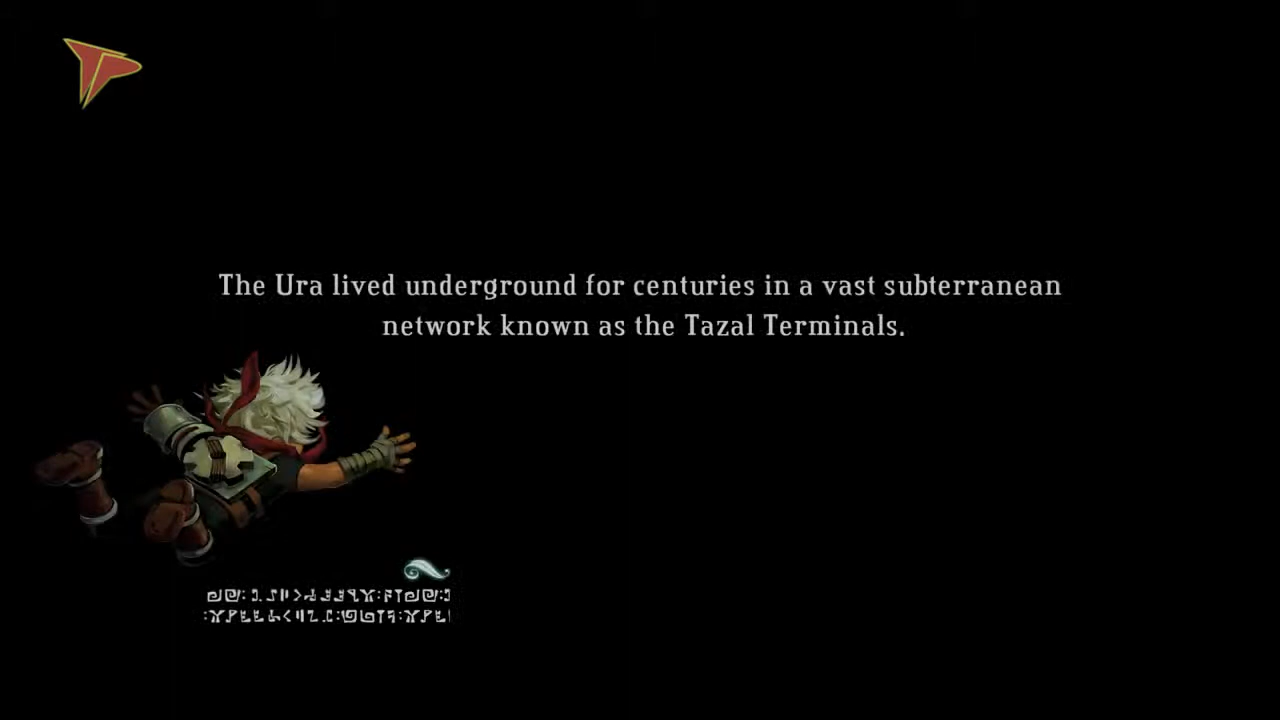 The Ura lived underground for centuries in a vast subterranean
network known as the Tazal Terminals.